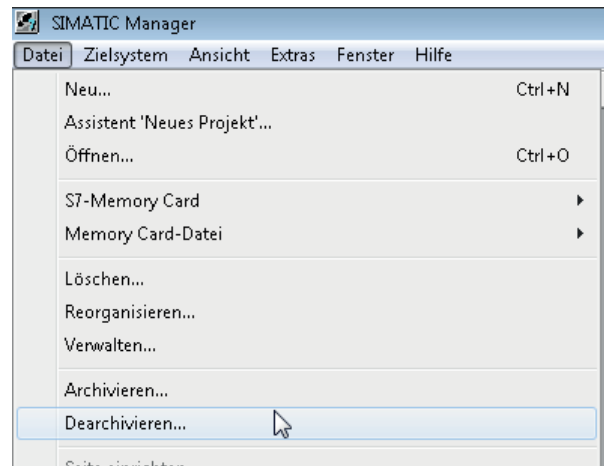 SIMATIC Manager
Datei Zielsystem Ansicht Extras Fenster Hilfe
Neu... Ctrl+N
Assistent 'Neues Projekt'...
Öffnen... Ctrl+O
S7-Memory Card
Memory Card-Datei
Löschen...
Reorganisieren...
Verwalten...
Archivieren...
Dearchivieren...